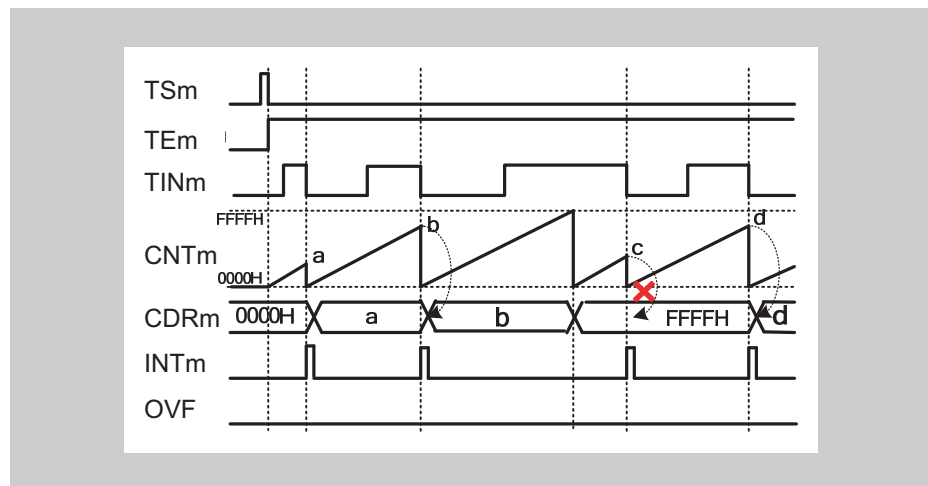 TSm
TEm
TINm
FFFFH
CNTm
0000H
a
b
c
d
CDRm 0000H a b FFFFH d
INTm
OVF